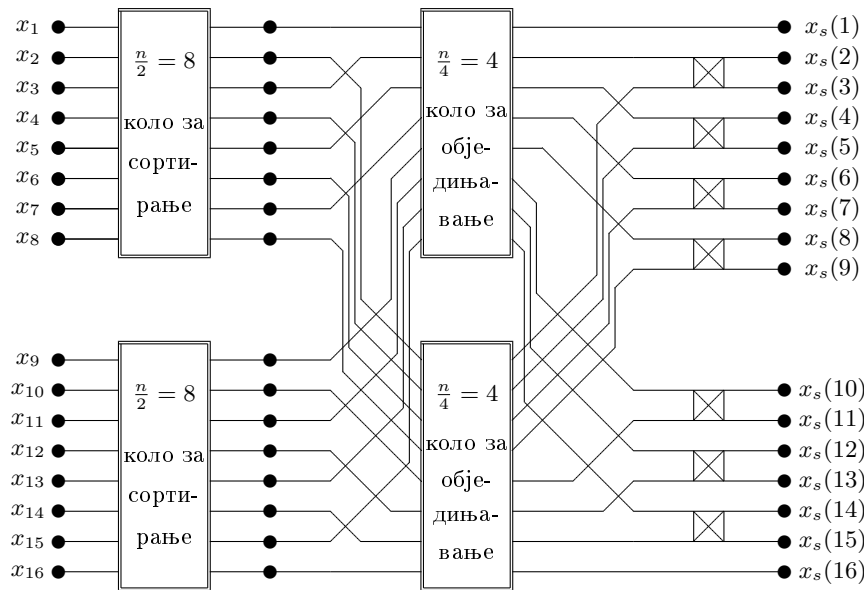 x₁
x₂
x₃
x₄
x₅
x₆
x₇
x₈
n/2 = 8
коло за
сорти-
рање
n/4 = 4
коло за
обје-
диња-
вање
xₛ(1)
xₛ(2)
xₛ(3)
xₛ(4)
xₛ(5)
xₛ(6)
xₛ(7)
xₛ(8)
xₛ(9)
x₉
x₁₀
x₁₁
x₁₂
x₁₃
x₁₄
x₁₅
x₁₆
n/2 = 8
коло за
сорти-
рање
n/4 = 4
коло за
обје-
диња-
вање
xₛ(10)
xₛ(11)
xₛ(12)
xₛ(13)
xₛ(14)
xₛ(15)
xₛ(16)